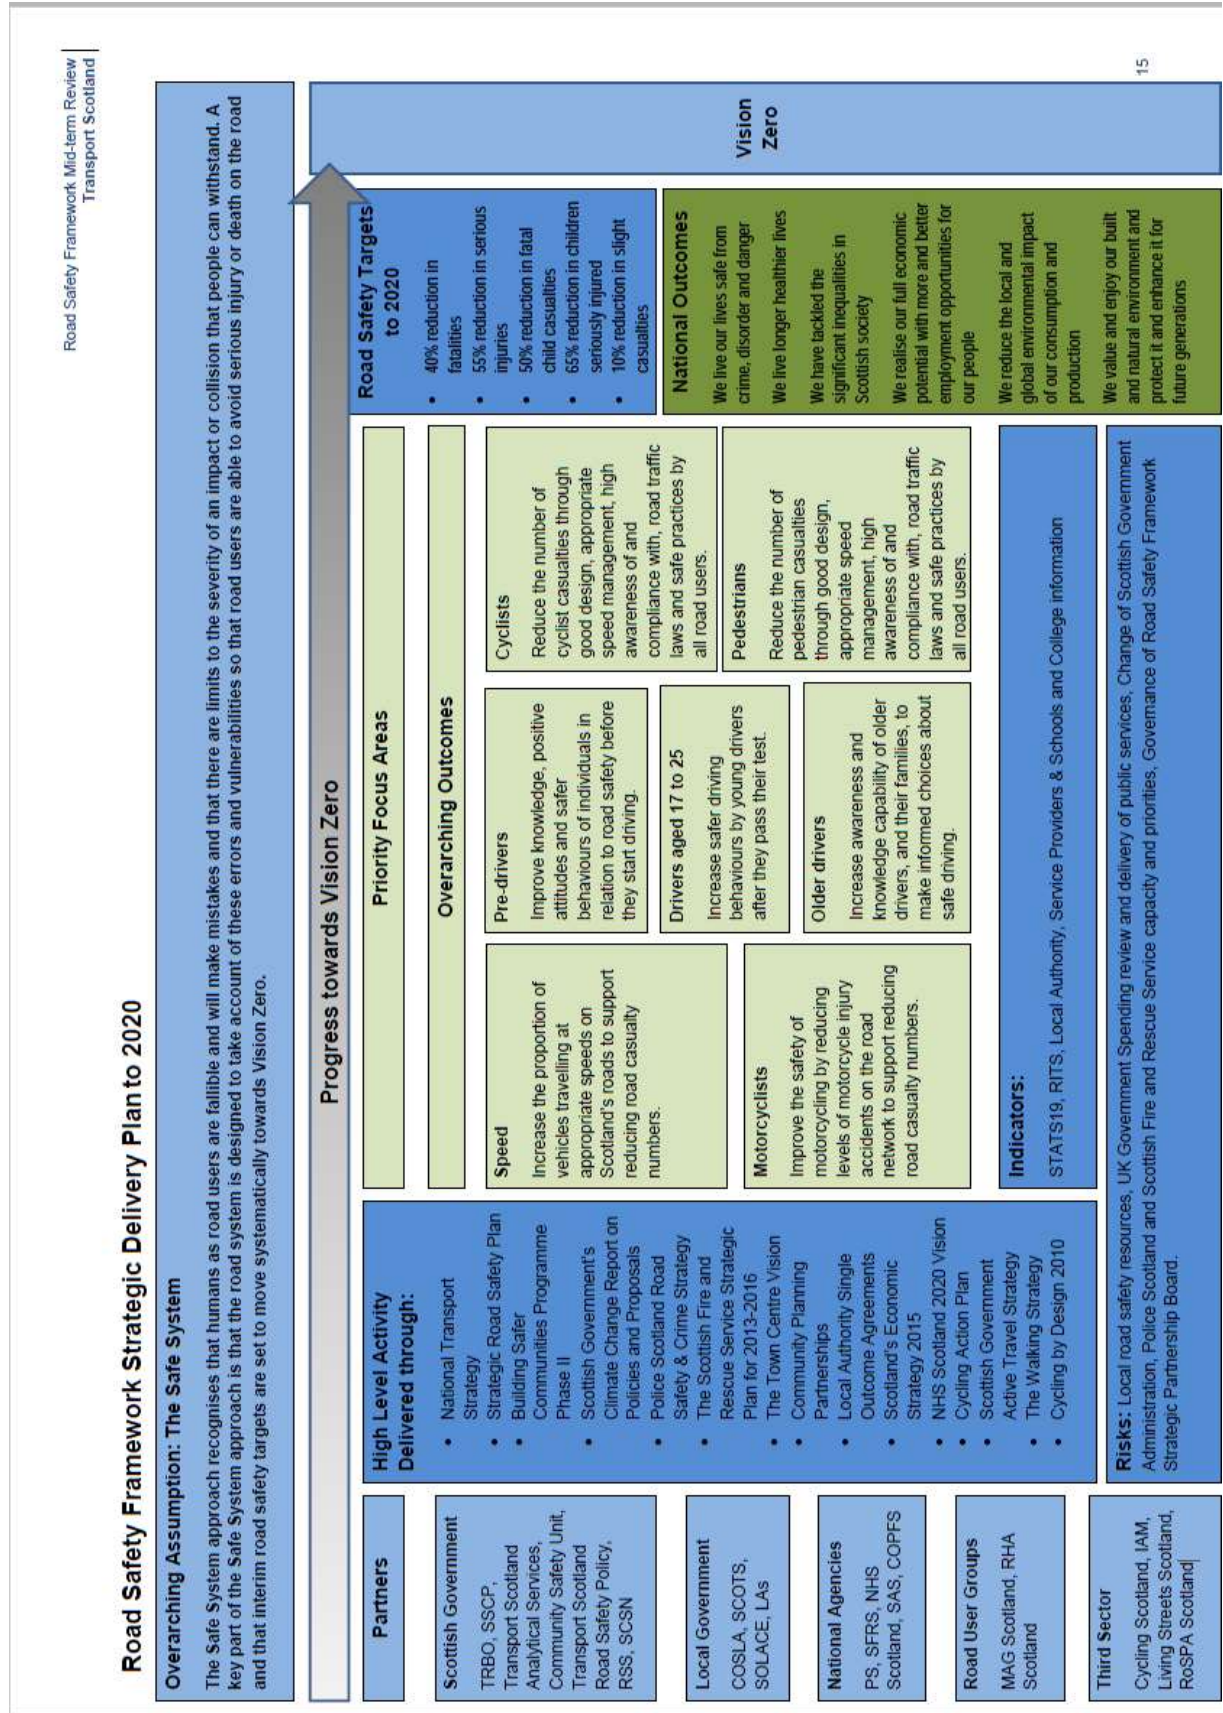 Road Safety Framework Mid-term Review
Transport Scotland
Road Safety Framework Strategic Delivery Plan to 2020
Overarching Assumption: The Safe System
The Safe System approach recognises that humans as road users are fallible and will make mistakes and that there are limits to the severity of an impact or collision that people can withstand. A
key part of the Safe System approach is that the road system is designed to take account of these errors and vulnerabilities so that road users are able to avoid serious injury or death on the road
and that interim road safety targets are set to move systematically towards Vision Zero.
Progress towards Vision Zero
Partners
Scottish Government
TRBO, SSCP,
Transport Scotland
Analytical Services,
Community Safety Unit,
Transport Scotland
Road Safety Policy,
RSS, SCSN
Local Government
COSLA, SCOTS,
SOLACE, LAs
National Agencies
PS, SFRS, NHS
Scotland, SAS, COPFS
Road User Groups
MAG Scotland, RHA
Scotland
Third Sector
Cycling Scotland, IAM,
Living Streets Scotland,
RoSPA Scotland
High Level Activity
Delivered through:
• National Transport
Strategy
• Strategic Road Safety Plan
• Building Safer
Communities Programme
Phase II
• Scottish Government's
Climate Change Report on
Policies and Proposals
• Police Scotland Road
Safety & Crime Strategy
• The Scottish Fire and
Rescue Service Strategic
Plan for 2013-2016
• The Town Centre Vision
• Community Planning
Partnerships
• Local Authority Single
Outcome Agreements
• Scotland's Economic
Strategy 2015
• NHS Scotland 2020 Vision
• Cycling Action Plan
• Scottish Government
Active Travel Strategy
• The Walking Strategy
• Cycling by Design 2010
Priority Focus Areas
Overarching Outcomes
Speed
Increase the proportion of
vehicles travelling at
appropriate speeds on
Scotland's roads to support
reducing road casualty
numbers.
Motorcyclists
Improve the safety of
motorcycling by reducing
levels of motorcycle injury
accidents on the road
network to support reducing
road casualty numbers.
Pre-drivers
Improve knowledge, positive
attitudes and safer
behaviours of individuals in
relation to road safety before
they start driving.
Drivers aged 17 to 25
Increase safer driving
behaviours by young drivers
after they pass their test.
Older drivers
Increase awareness and
knowledge capability of older
drivers, and their families, to
make informed choices about
safe driving.
Cyclists
Reduce the number of
cyclist casualties through
good design, appropriate
speed management, high
awareness of and
compliance with, road traffic
laws and safe practices by
all road users.
Pedestrians
Reduce the number of
pedestrian casualties
through good design,
appropriate speed
management, high
awareness of and
compliance with, road traffic
laws and safe practices by
all road users.
Indicators:
STATS19, RITS, Local Authority, Service Providers & Schools and College information
Risks: Local road safety resources, UK Government Spending review and delivery of public services, Change of Scottish Government
Administration, Police Scotland and Scottish Fire and Rescue Service capacity and priorities, Governance of Road Safety Framework
Strategic Partnership Board.
Road Safety Targets
to 2020
• 40% reduction in
fatalities
• 55% reduction in serious
injuries
• 50% reduction in fatal
child casualties
• 65% reduction in children
seriously injured
• 10% reduction in slight
casualties
National Outcomes
We live our lives safe from
crime, disorder and danger
We live longer healthier lives
We have tackled the
significant inequalities in
Scottish society
We realise our full economic
potential with more and better
employment opportunities for
our people
We reduce the local and
global environmental impact
of our consumption and
production
We value and enjoy our built
and natural environment and
protect it and enhance it for
future generations
Vision
Zero
15